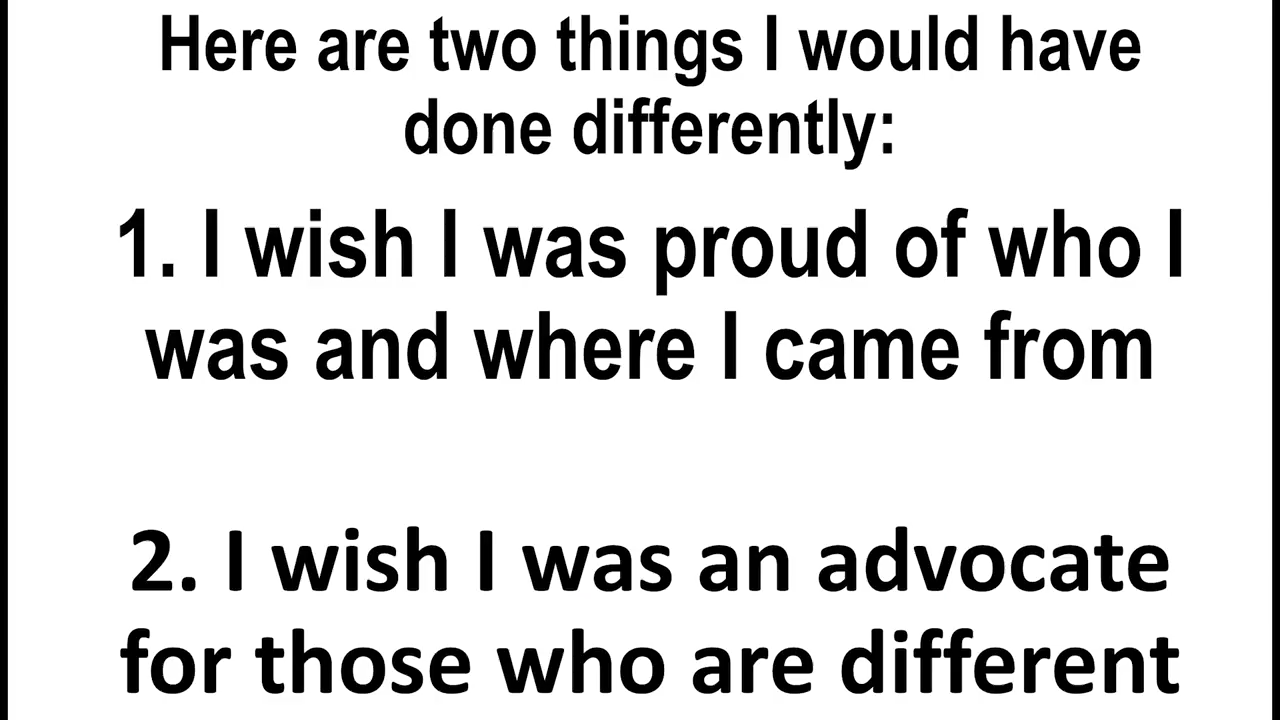 Here are two things I would have
done differently:
1. I wish I was proud of who I
was and where I came from
2. I wish I was an advocate
for those who are different